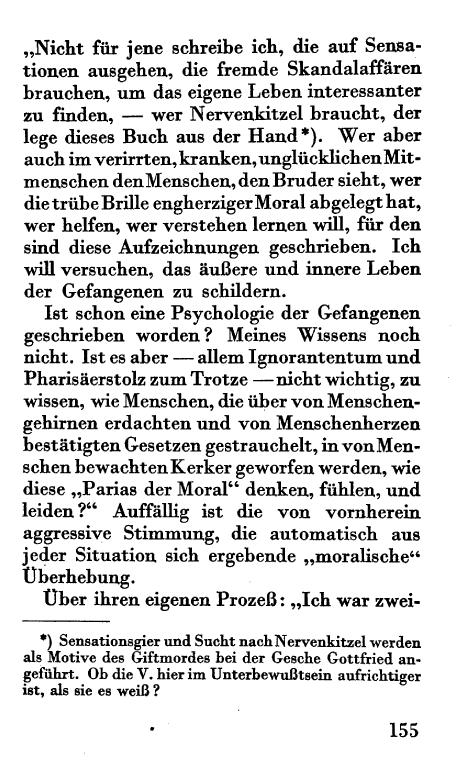 „Nicht für jene schreibe ich, die auf Sensa-
tionen ausgehen, die fremde Skandalaffären
brauchen, um das eigene Leben interessanter
zu finden, — wer Nervenkitzel braucht, der
lege dieses Buch aus der Hand*). Wer aber
auch im verirrten, kranken, unglücklichen Mit-
menschen den Menschen, den Bruder sieht, wer
die trübe Brille engherziger Moral abgelegt hat,
wer helfen, wer verstehen lernen will, für den
sind diese Aufzeichnungen geschrieben. Ich
will versuchen, das äußere und innere Leben
der Gefangenen zu schildern.
Ist schon eine Psychologie der Gefangenen
geschrieben worden? Meines Wissens noch
nicht. Ist es aber — allem Ignorantentum und
Pharisäerstolz zum Trotze — nicht wichtig, zu
wissen, wie Menschen, die über von Menschen-
gehirnen erdachten und von Menschenherzen
bestätigten Gesetzen gestrauchelt, in von Men-
schen bewachten Kerker geworfen werden, wie
diese „Parias der Moral“ denken, fühlen, und
leiden?“ Auffällig ist die von vornherein
aggressive Stimmung, die automatisch aus
jeder Situation sich ergebende „moralische“
Überhebung.
Über ihren eigenen Prozeß: „Ich war zwei-
*) Sensationsgier und Sucht nach Nervenkitzel werden
als Motive des Giftmordes bei der Gesche Gottfried an-
geführt. Ob die V. hier im Unterbewußtsein aufrichtiger
ist, als sie es weiß?
155